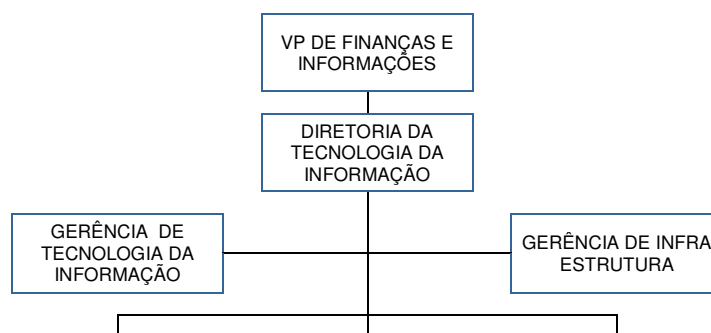 VP DE FINANÇAS E
INFORMAÇÕES
DIRETORIA DA
TECNOLOGIA DA
INFORMAÇÃO
GERÊNCIA DE
TECNOLOGIA DA
INFORMAÇÃO
GERÊNCIA DE INFRA
ESTRUTURA